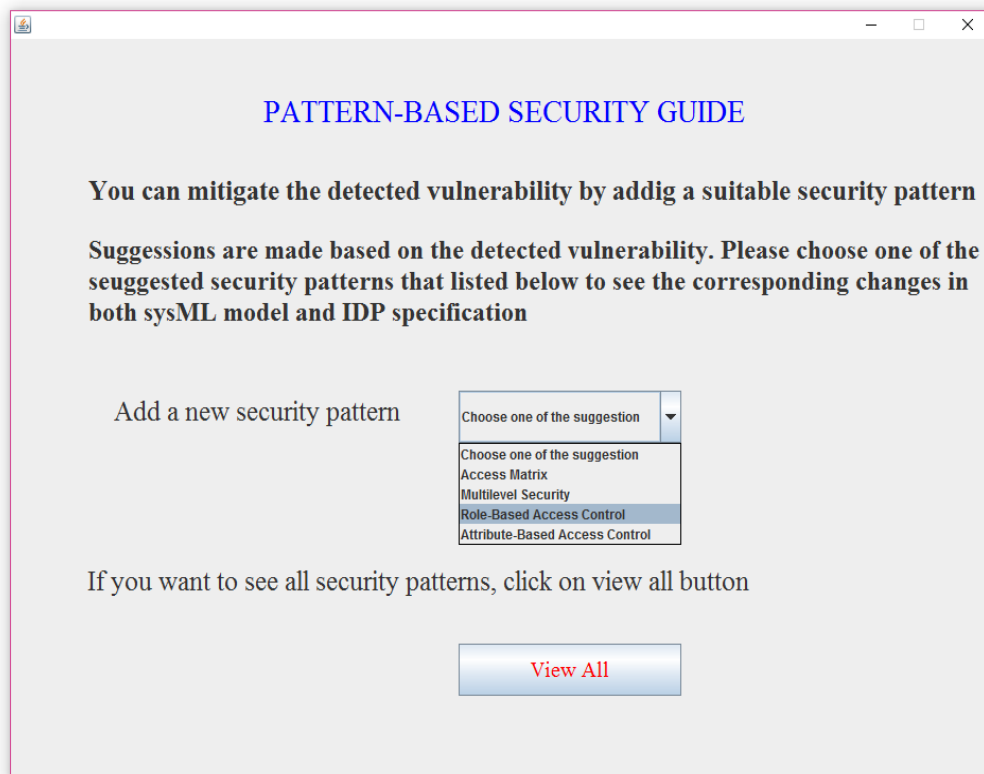 PATTERN-BASED SECURITY GUIDE
You can mitigate the detected vulnerability by addig a suitable security pattern
Suggessions are made based on the detected vulnerability. Please choose one of the
seuggested security patterns that listed below to see the corresponding changes in
both sysML model and IDP specification
Add a new security pattern
Choose one of the suggestion
Choose one of the suggestion
Access Matrix
Multilevel Security
Role-Based Access Control
Attribute-Based Access Control
If you want to see all security patterns, click on view all button
View All